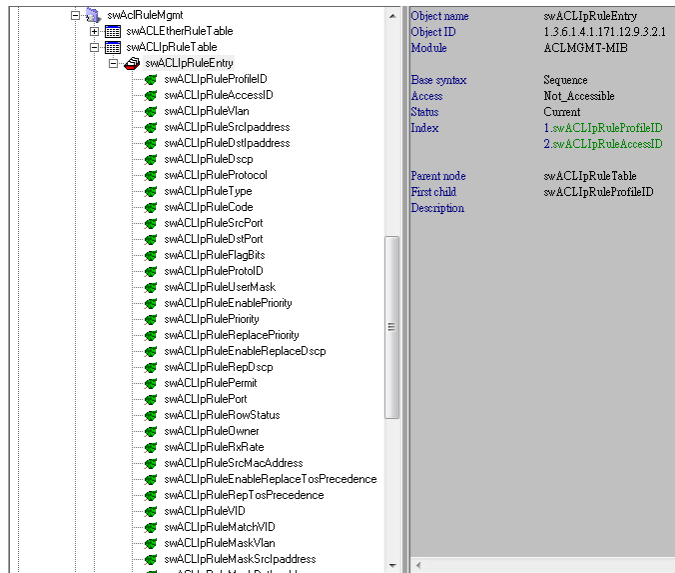 swAclRuleMgmt
swACLEtherRuleTable
swACLIpRuleTable
swACLIpRuleEntry
swACLIpRuleProfileID
swACLIpRuleAccessID
swACLIpRuleVlan
swACLIpRuleSrcIpaddress
swACLIpRuleDstIpaddress
swACLIpRuleDscp
swACLIpRuleProtocol
swACLIpRuleType
swACLIpRuleCode
swACLIpRuleSrcPort
swACLIpRuleDstPort
swACLIpRuleFlagBits
swACLIpRuleProtoID
swACLIpRuleUserMask
swACLIpRuleEnablePriority
swACLIpRulePriority
swACLIpRuleReplacePriority
swACLIpRuleEnableReplaceDscp
swACLIpRuleRepDscp
swACLIpRulePermit
swACLIpRulePort
swACLIpRuleRowStatus
swACLIpRuleOwner
swACLIpRuleRxRate
swACLIpRuleSrcMacAddress
swACLIpRuleEnableReplaceTosPrecedence
swACLIpRuleRepTosPrecedence
swACLIpRuleVID
swACLIpRuleMatchVID
swACLIpRuleMaskVlan
swACLIpRuleMaskSrcIpaddress
Object name swACLIpRuleEntry
Object ID 1.3.6.1.4.1.171.12.9.3.2.1
Module ACLMGMT-MIB
Base syntax Sequence
Access Not_Accessible
Status Current
Index 1.swACLIpRuleProfileID
2.swACLIpRuleAccessID
Parent node swACLIpRuleTable
First child swACLIpRuleProfileID
Description